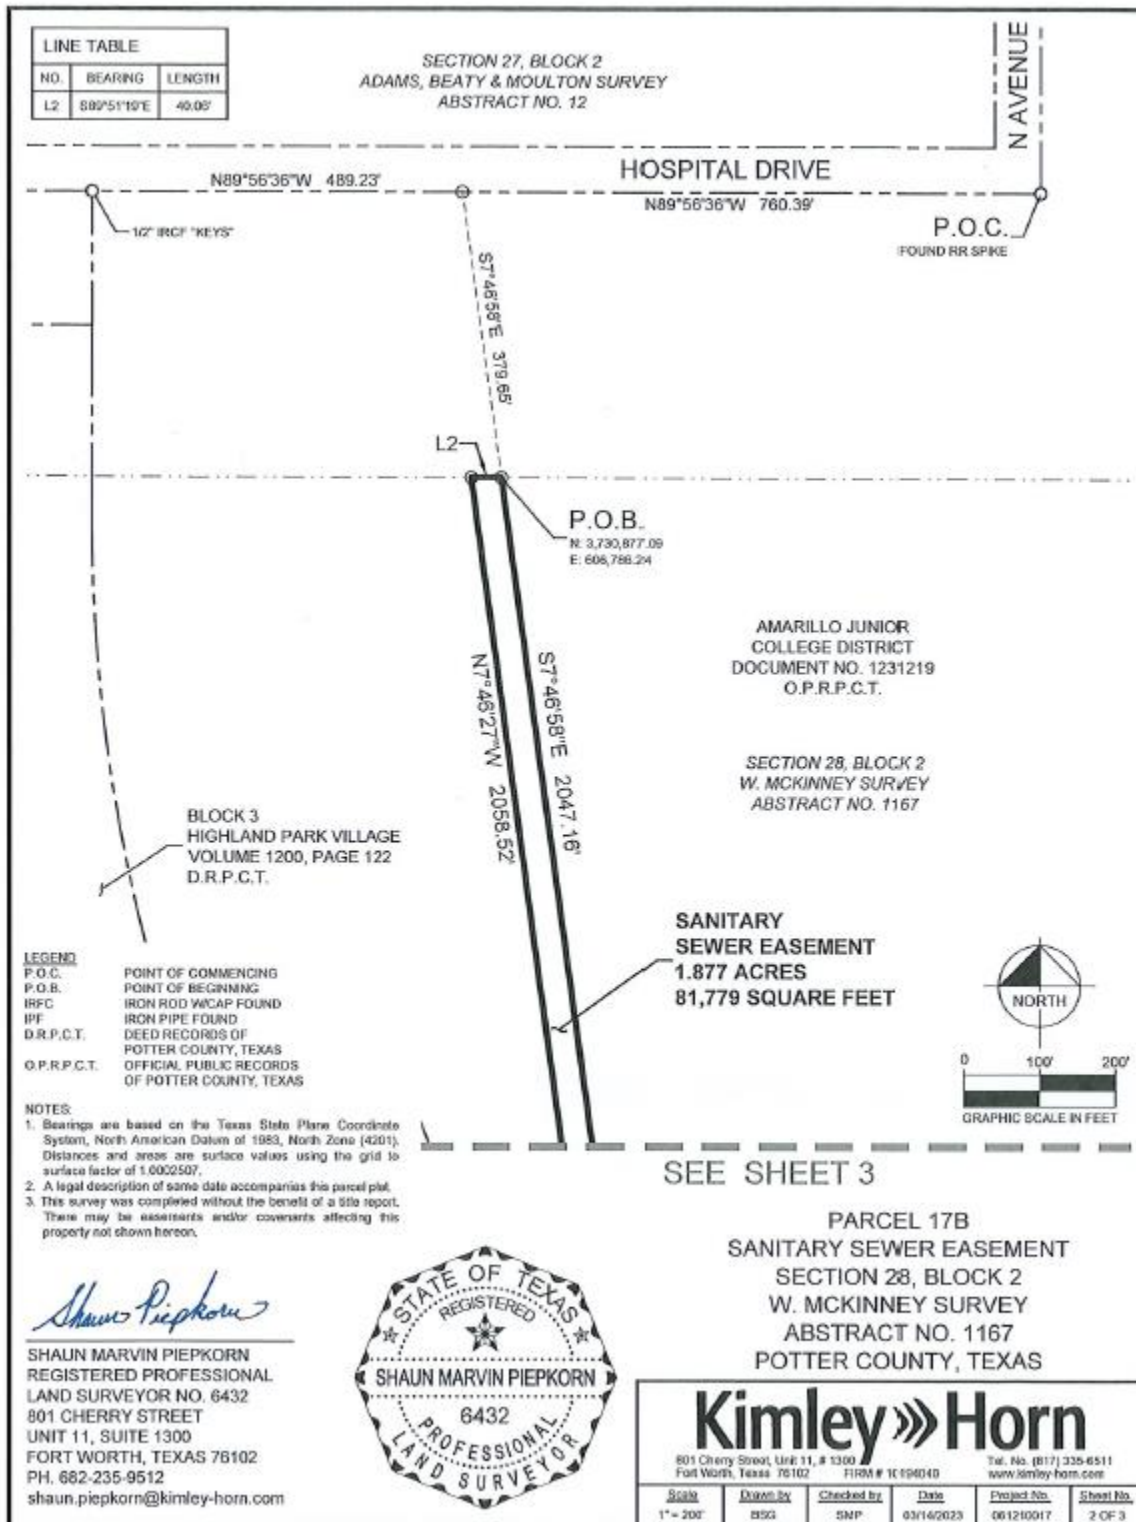 LINE TABLE
NO. BEARING LENGTH
L2 S89°51'19"E 40.06'
SECTION 27, BLOCK 2
ADAMS, BEATY & MOULTON SURVEY
ABSTRACT NO. 12
N AVENUE
HOSPITAL DRIVE
N89°56'36"W 489.23'
N89°56'36"W 760.39'
1/2" IRCF "KEYS"
P.O.C.
FOUND RR SPIKE
S7°46'58"E 379.65'
L2
P.O.B.
N: 3,730,877.09
E: 606,786.24
AMARILLO JUNIOR
COLLEGE DISTRICT
DOCUMENT NO. 1231219
O.P.R.P.C.T.
N7°46'27"W 2058.52'
S7°46'58"E 2047.16'
SECTION 28, BLOCK 2
W. MCKINNEY SURVEY
ABSTRACT NO. 1167
BLOCK 3
HIGHLAND PARK VILLAGE
VOLUME 1200, PAGE 122
D.R.P.C.T.
SANITARY
SEWER EASEMENT
1.877 ACRES
81,779 SQUARE FEET
LEGEND
P.O.C. POINT OF COMMENCING
P.O.B. POINT OF BEGINNING
IRFC IRON ROD W/CAP FOUND
IPF IRON PIPE FOUND
D.R.P.C.T. DEED RECORDS OF
POTTER COUNTY, TEXAS
O.P.R.P.C.T. OFFICIAL PUBLIC RECORDS
OF POTTER COUNTY, TEXAS
NORTH
0 100' 200'
GRAPHIC SCALE IN FEET
NOTES:
1. Bearings are based on the Texas State Plane Coordinate
System, North American Datum of 1983, North Zone (4201).
Distances and areas are surface values using the grid to
surface factor of 1.0002507.
2. A legal description of same date accompanies this parcel plat.
3. This survey was completed without the benefit of a title report.
There may be easements and/or covenants affecting this
property not shown hereon.
SEE SHEET 3
PARCEL 17B
SANITARY SEWER EASEMENT
SECTION 28, BLOCK 2
W. MCKINNEY SURVEY
ABSTRACT NO. 1167
POTTER COUNTY, TEXAS
Shaun Piepkorn
SHAUN MARVIN PIEPKORN
REGISTERED PROFESSIONAL
LAND SURVEYOR NO. 6432
801 CHERRY STREET
UNIT 11, SUITE 1300
FORT WORTH, TEXAS 76102
PH. 682-235-9512
shaun.piepkorn@kimley-horn.com
STATE OF TEXAS
REGISTERED
SHAUN MARVIN PIEPKORN
6432
PROFESSIONAL
LAND SURVEYOR
Kimley»Horn
801 Cherry Street, Unit 11, # 1300 Tel. No. (817) 335-6511
Fort Worth, Texas 76102 FIRM # 10194040 www.kimley-horn.com
Scale Drawn by Checked by Date Project No. Sheet No.
1" = 200' BSG SMP 03/14/2023 061210017 2 OF 3